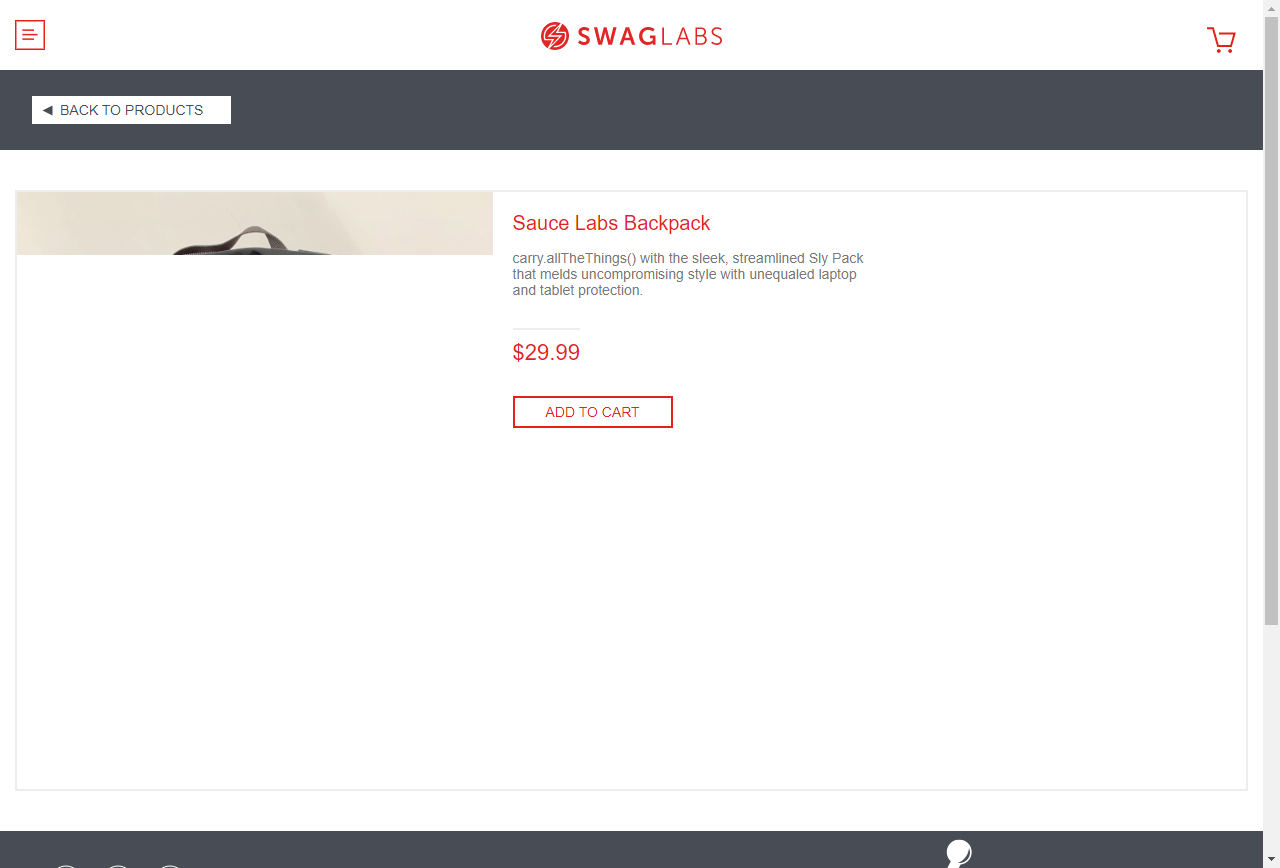 SWAGLABS
◄ BACK TO PRODUCTS
Sauce Labs Backpack
carry.allTheThings() with the sleek, streamlined Sly Pack
that melds uncompromising style with unequaled laptop
and tablet protection.
$29.99
ADD TO CART